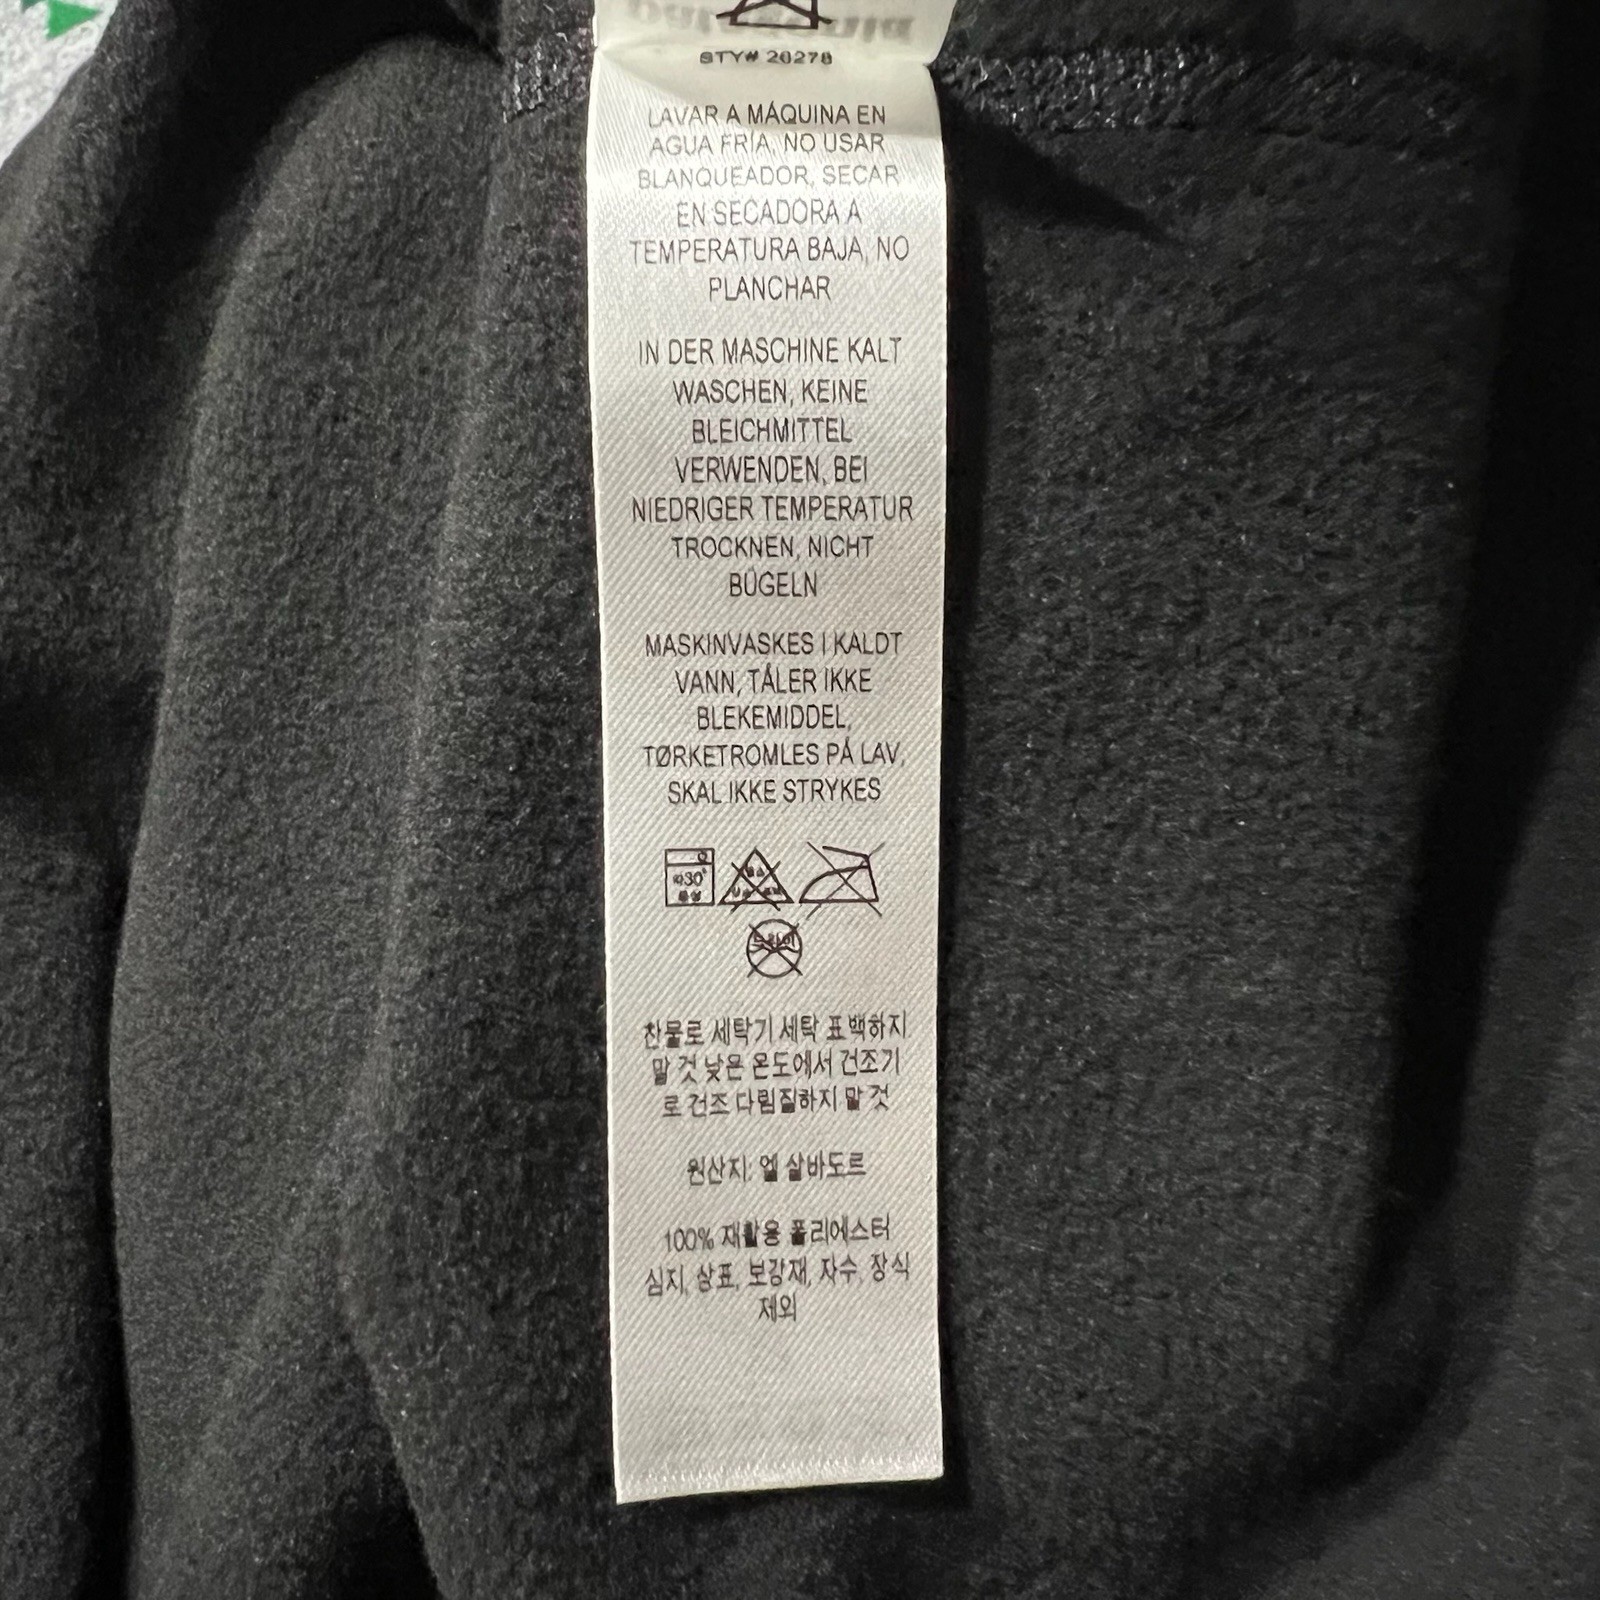 STY# 26278
LAVAR A MÁQUINA EN
AGUA FRÍA, NO USAR
BLANQUEADOR, SECAR
EN SECADORA A
TEMPERATURA BAJA, NO
PLANCHAR
IN DER MASCHINE KALT
WASCHEN, KEINE
BLEICHMITTEL
VERWENDEN, BEI
NIEDRIGER TEMPERATUR
TROCKNEN, NICHT
BÜGELN
MASKINVASKES I KALDT
VANN, TÅLER IKKE
BLEKEMIDDEL,
TØRKETROMLES PÅ LAV,
SKAL IKKE STRYKES
찬물로 세탁기 세탁 표백하지
말 것 낮은 온도에서 건조기
로 건조 다림질하지 말 것
원산지: 엘 살바도르
100% 재활용 폴리에스터
심지, 상표, 보강재, 자수, 장식
제외